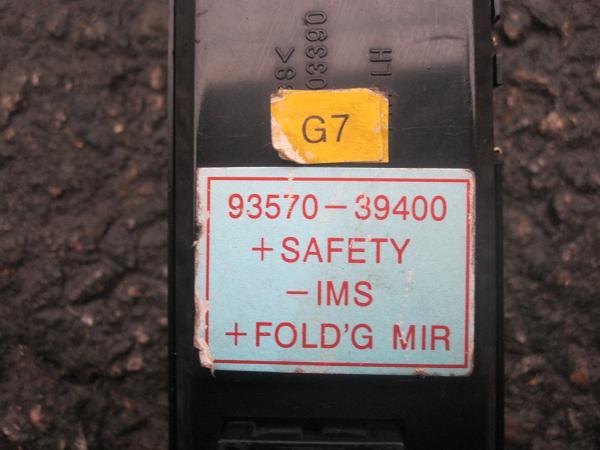 03390
LH
G7
93570-39400
+SAFETY
-IMS
+FOLD'G MIR